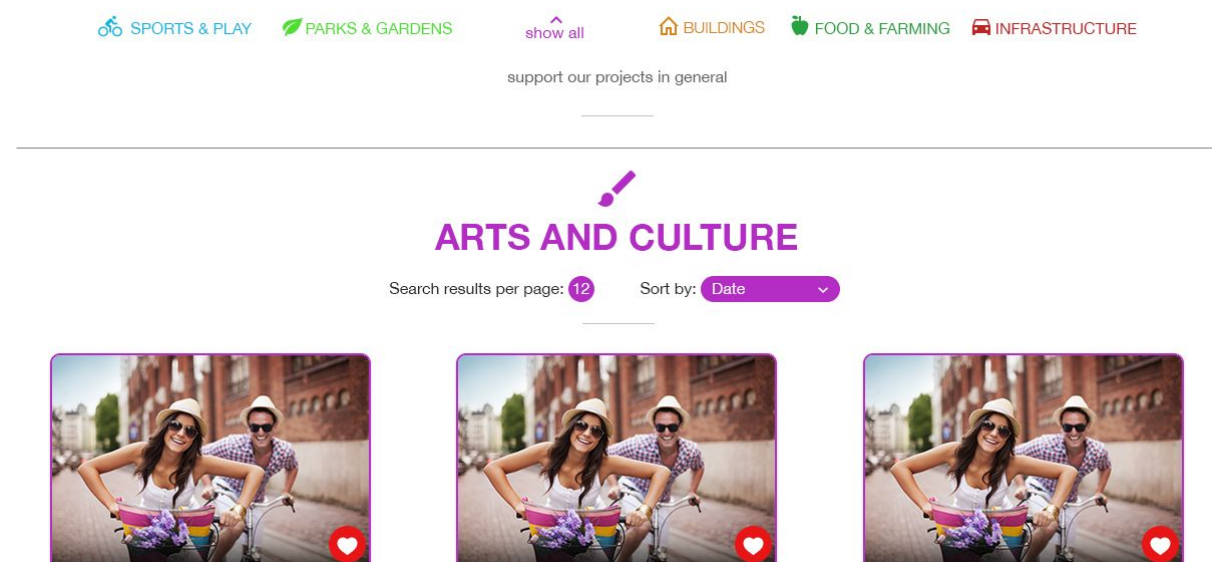 SPORTS & PLAY PARKS & GARDENS show all BUILDINGS FOOD & FARMING INFRASTRUCTURE
support our projects in general
ARTS AND CULTURE
Search results per page: 12 Sort by: Date